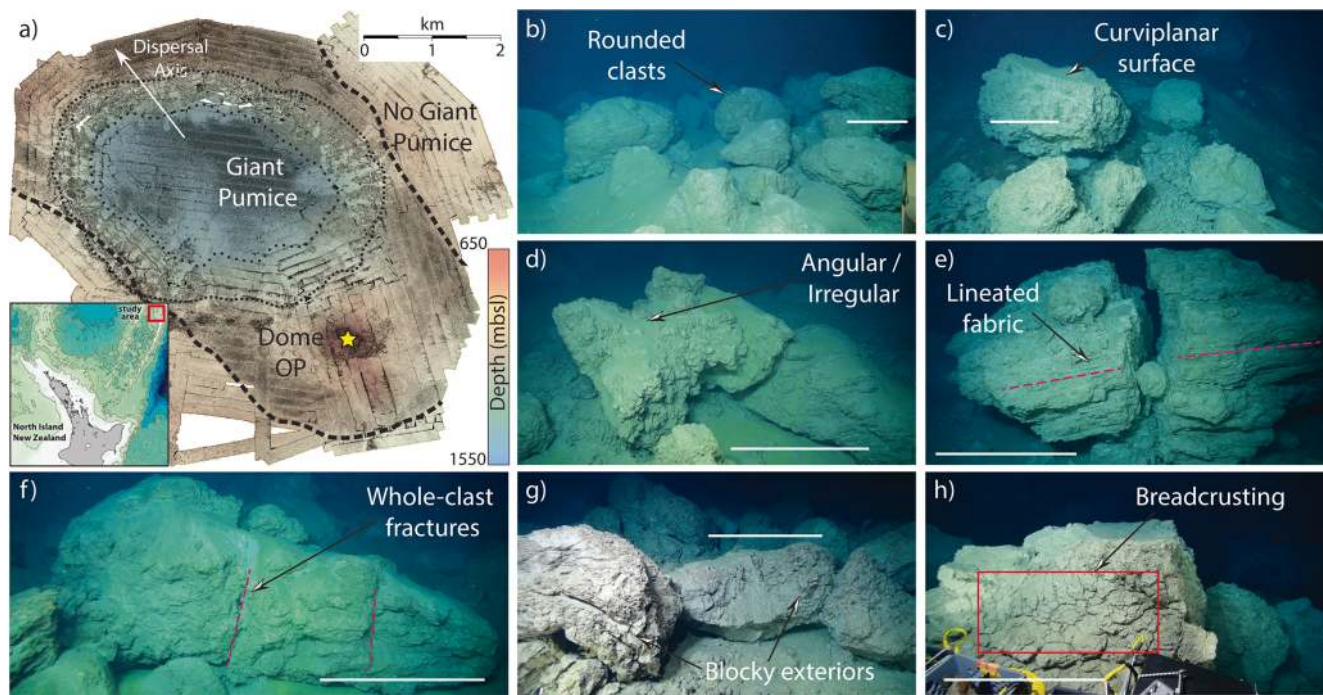 a)
km
0 1 2
Dispersal
Axis
No Giant
Pumice
Giant
Pumice
Dome
OP
650
Depth (mbsl)
1550
study
area
North Island
New Zealand
b)
Rounded
clasts
c)
Curviplanar
surface
d)
Angular /
Irregular
e)
Lineated
fabric
f)
Whole-clast
fractures
g)
Blocky exteriors
h)
Breadcrusting